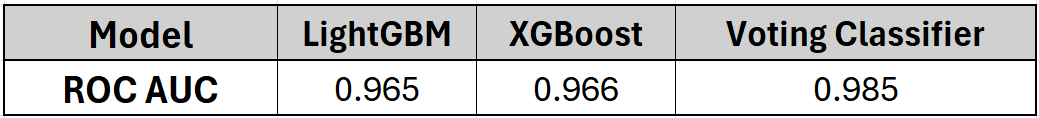 Model LightGBM XGBoost Voting Classifier
ROC AUC 0.965 0.966 0.985